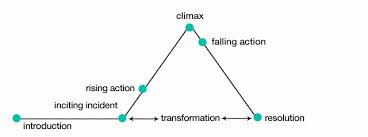 climax
falling action
rising action
inciting incident
transformation
resolution
introduction